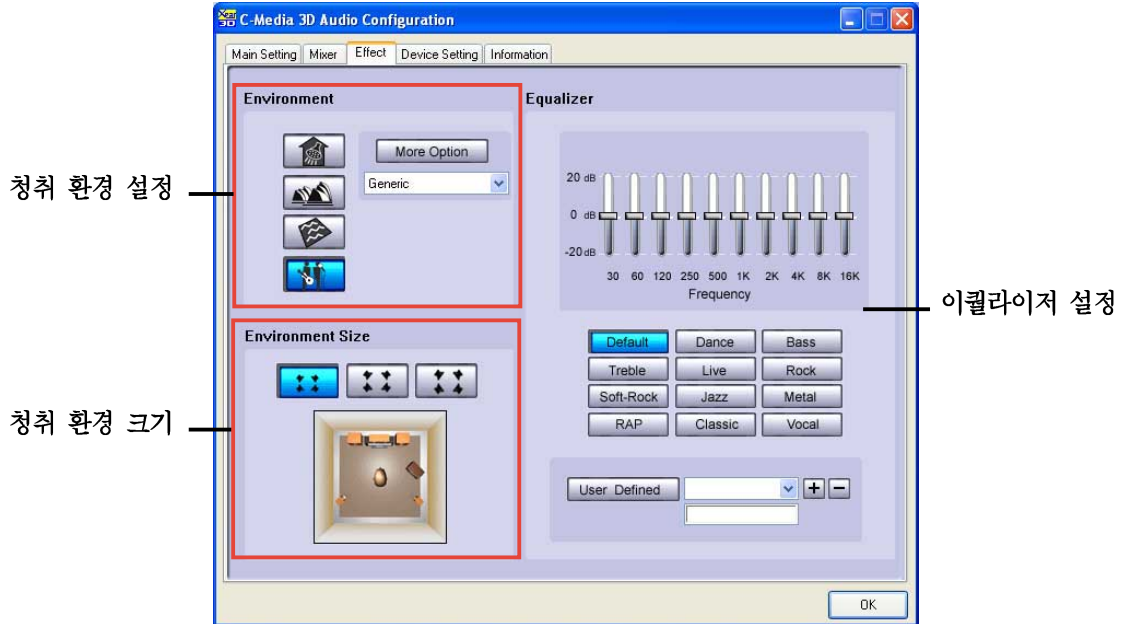 Xear 3D C-Media 3D Audio Configuration
Main Setting Mixer Effect Device Setting Information
Environment
More Option
Generic
청취 환경 설정
Environment Size
청취 환경 크기
Equalizer
20 dB
0 dB
-20 dB
30 60 120 250 500 1K 2K 4K 8K 16K
Frequency
이퀄라이저 설정
Default Dance Bass
Treble Live Rock
Soft-Rock Jazz Metal
RAP Classic Vocal
User Defined
OK